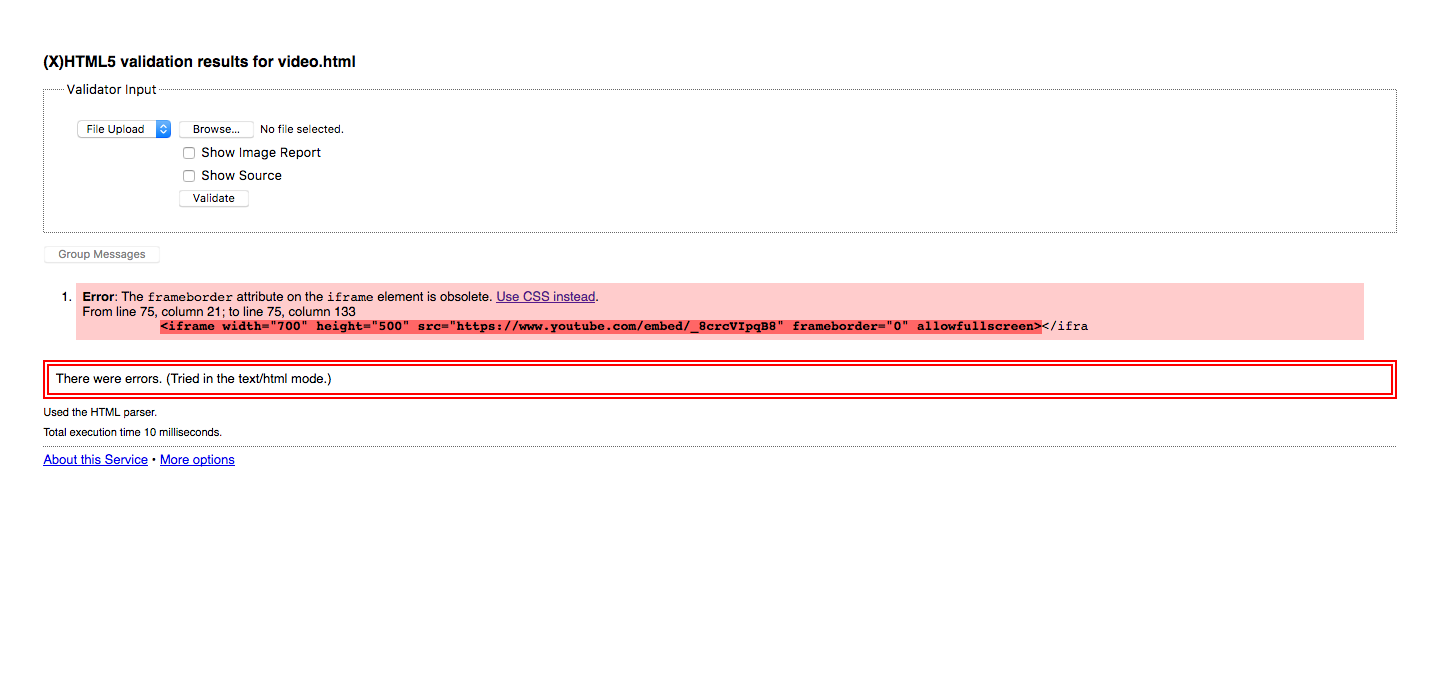 (X)HTML5 validation results for video.html
Validator Input
File Upload Browse... No file selected.
Show Image Report
Show Source
Validate
Group Messages
1. Error: The frameborder attribute on the iframe element is obsolete. Use CSS instead.
From line 75, column 21; to line 75, column 133
<iframe width="700" height="500" src="https://www.youtube.com/embed/_8crcVIpqB8" frameborder="0" allowfullscreen></ifra
There were errors. (Tried in the text/html mode.)
Used the HTML parser.
Total execution time 10 milliseconds.
About this Service • More options